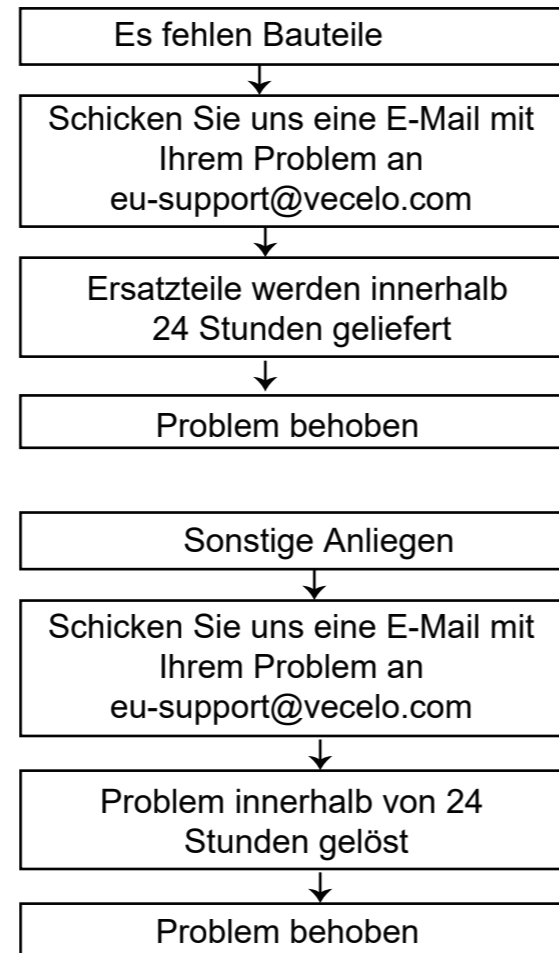 Es fehlen Bauteile
Schicken Sie uns eine E-Mail mit
Ihrem Problem an
eu-support@vecelo.com
Ersatzteile werden innerhalb
24 Stunden geliefert
Problem behoben
Sonstige Anliegen
Schicken Sie uns eine E-Mail mit
Ihrem Problem an
eu-support@vecelo.com
Problem innerhalb von 24
Stunden gelöst
Problem behoben